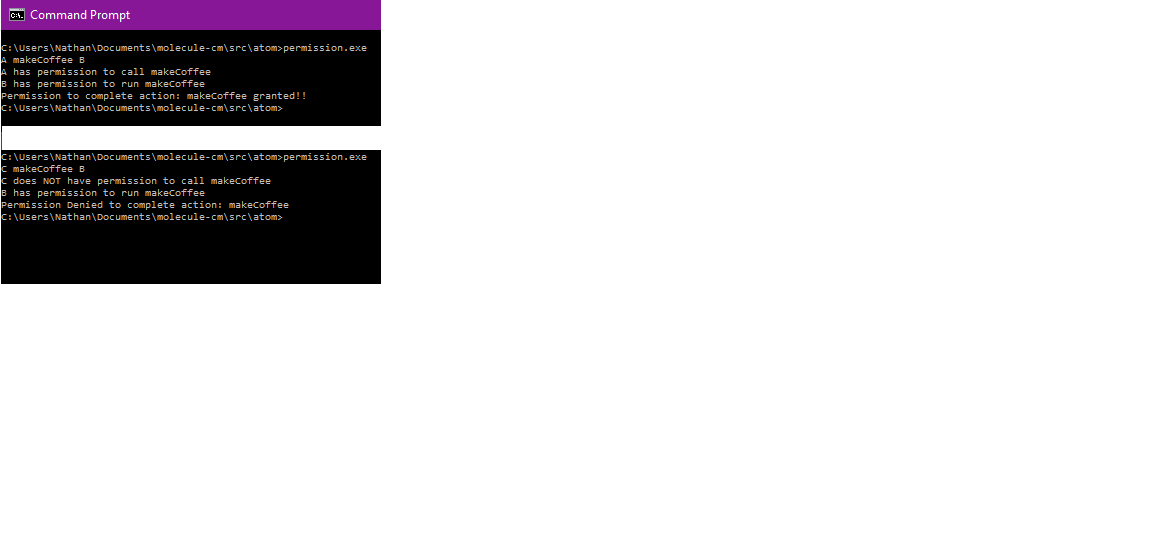 Command Prompt
C:\Users\Nathan\Documents\molecule-cm\src\atom>permission.exe
A makeCoffee B
A has permission to call makeCoffee
B has permission to run makeCoffee
Permission to complete action: makeCoffee granted!!
C:\Users\Nathan\Documents\molecule-cm\src\atom>
C:\Users\Nathan\Documents\molecule-cm\src\atom>permission.exe
C makeCoffee B
C does NOT have permission to call makeCoffee
B has permission to run makeCoffee
Permission Denied to complete action: makeCoffee
C:\Users\Nathan\Documents\molecule-cm\src\atom>